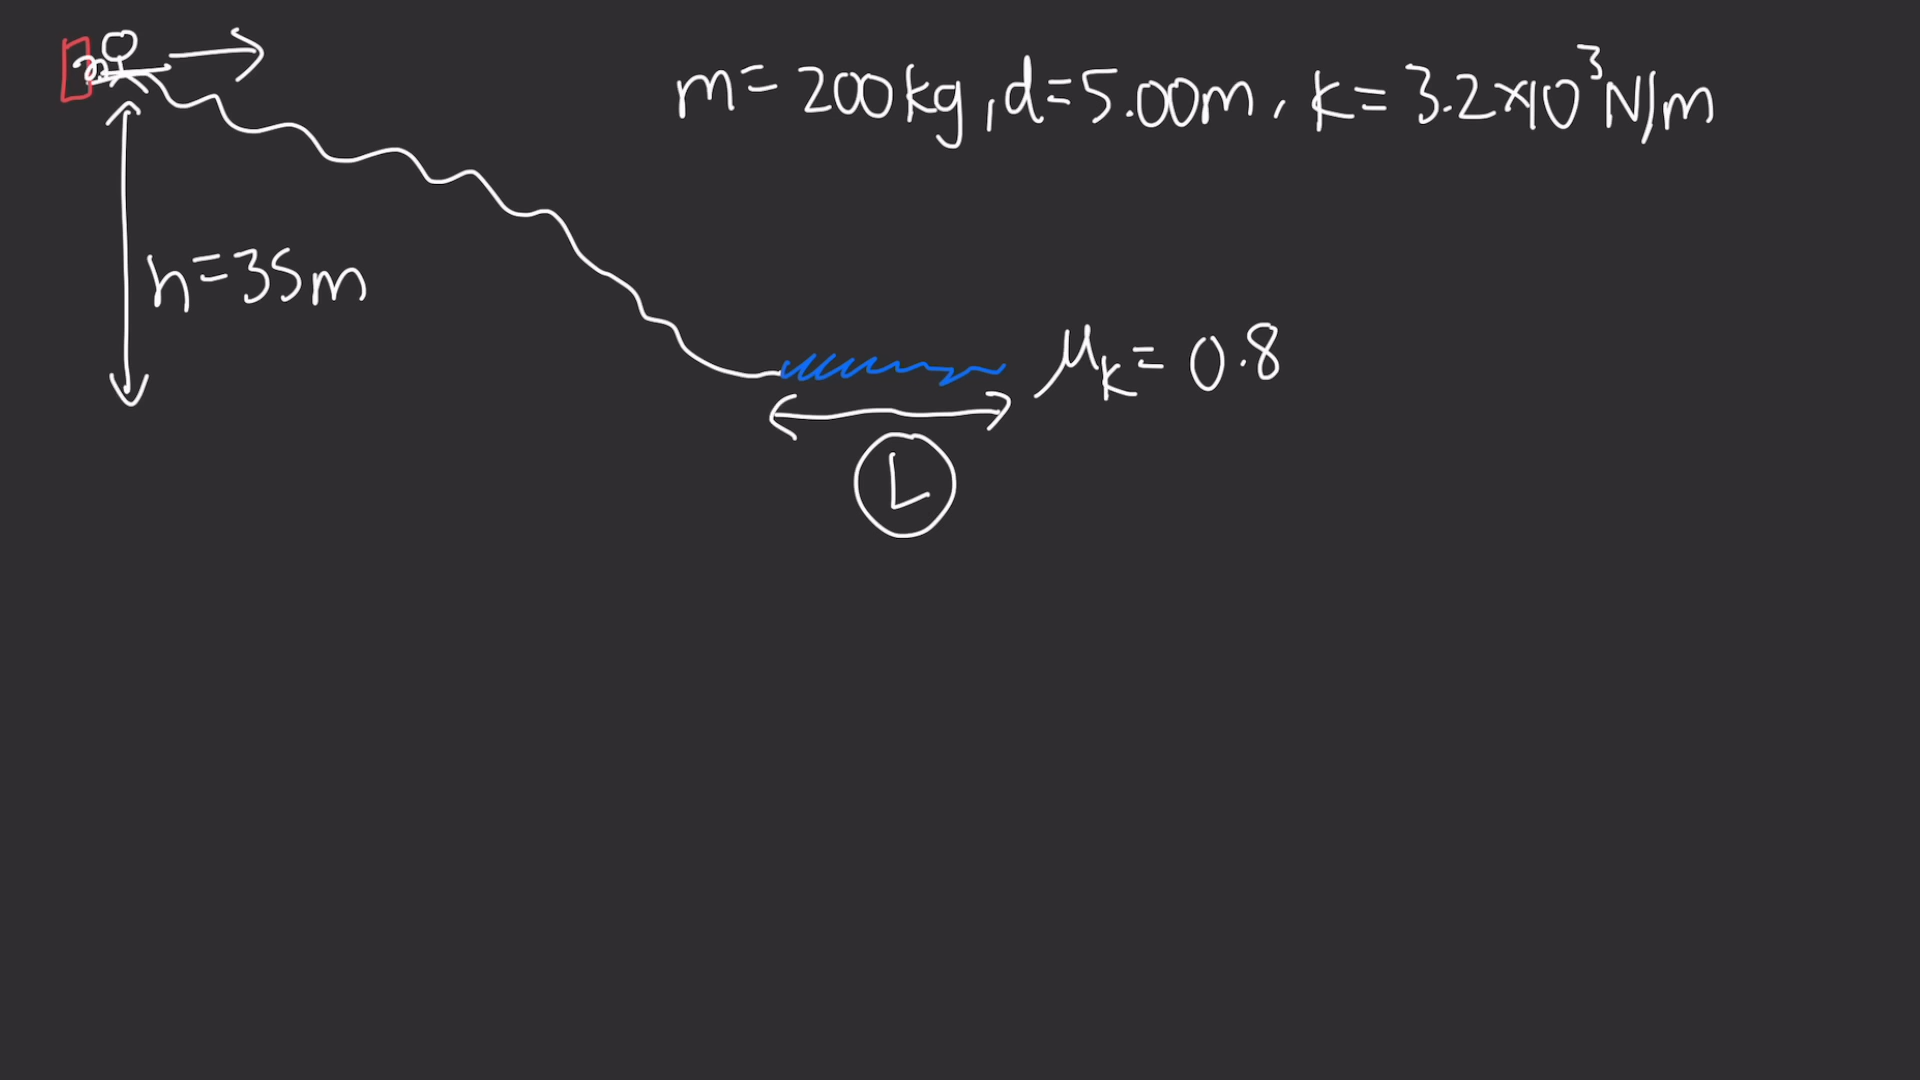 m = 200kg, d=5.00m, k = 3.2×10³N/m
h=35m
μₖ= 0.8
L